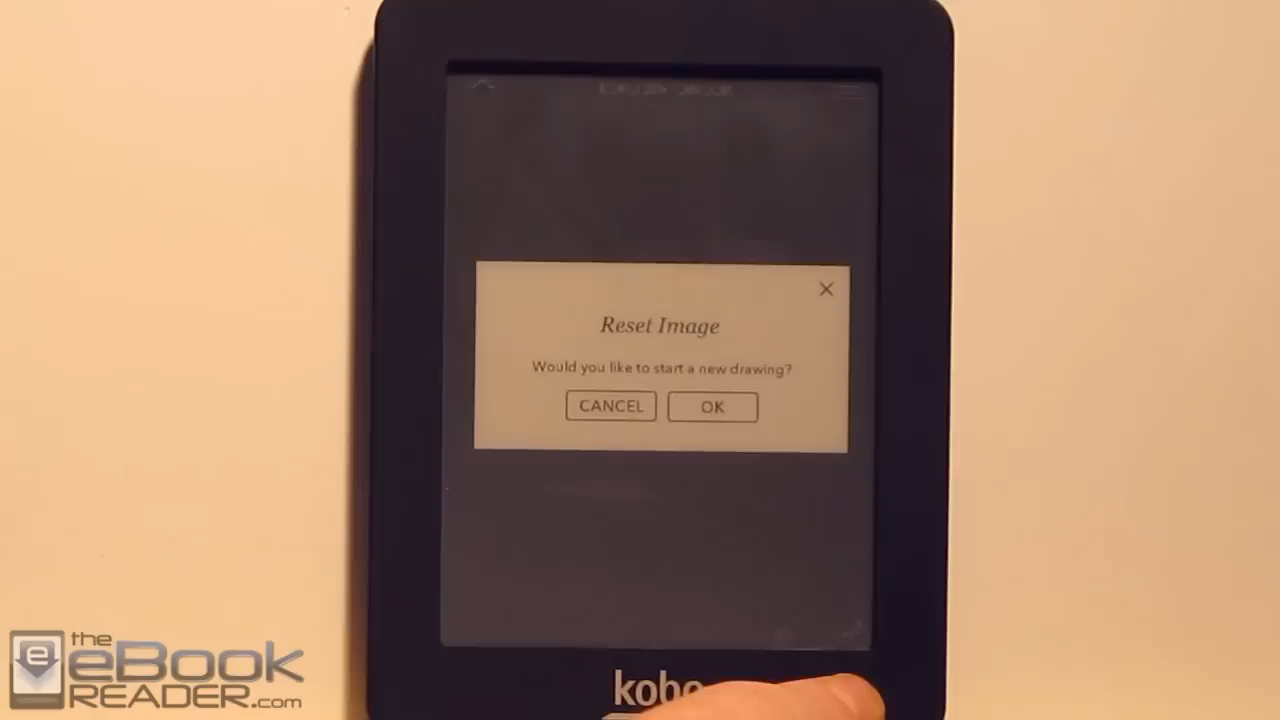 Reset Image
Would you like to start a new drawing?
CANCEL OK
kobo
the
eBook
READER.com